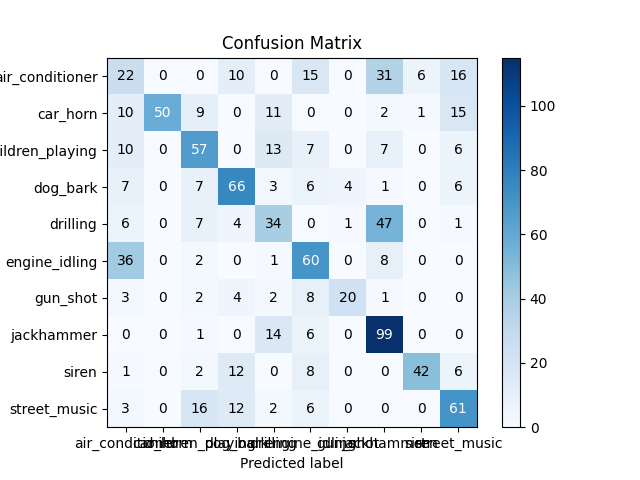 Confusion Matrix
air_conditioner 22 0 0 10 0 15 0 31 6 16
car_horn 10 50 9 0 11 0 0 2 1 15
ildren_playing 10 0 57 0 13 7 0 7 0 6
dog_bark 7 0 7 66 3 6 4 1 0 6
drilling 6 0 7 4 34 0 1 47 0 1
engine_idling 36 0 2 0 1 60 0 8 0 0
gun_shot 3 0 2 4 2 8 20 1 0 0
jackhammer 0 0 1 0 14 6 0 99 0 0
siren 1 0 2 12 0 8 0 0 42 6
street_music 3 0 16 12 2 6 0 0 0 61
100
80
60
40
20
0
street_music
Predicted label